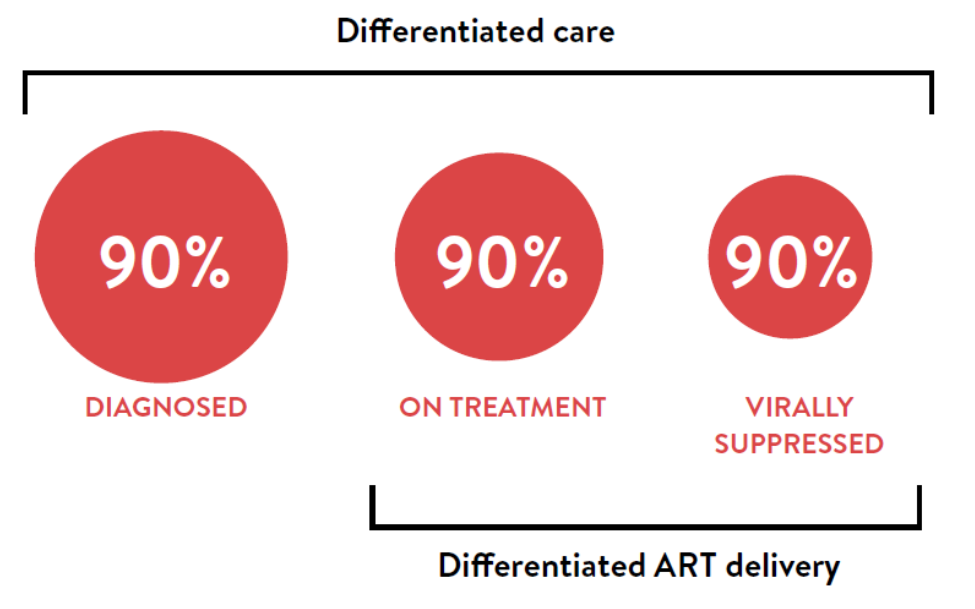 Differentiated care
90%
90%
90%
DIAGNOSED
ON TREATMENT
VIRALLY
SUPPRESSED
Differentiated ART delivery